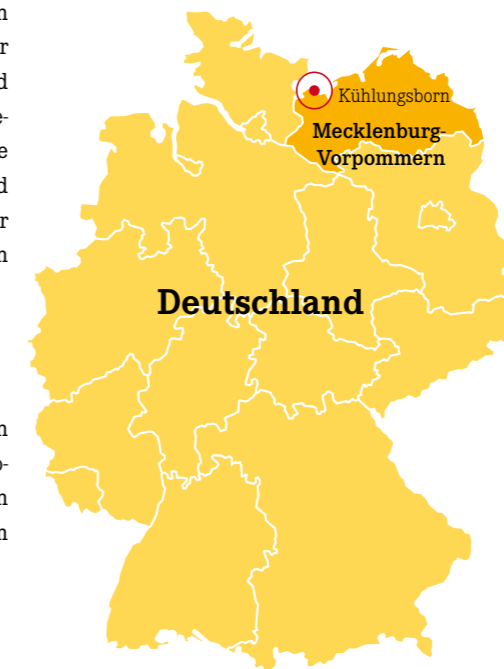 n
r
d
e-
e
d
r
n
n
o-
n
n
Kühlungsborn
Mecklenburg-
Vorpommern
Deutschland